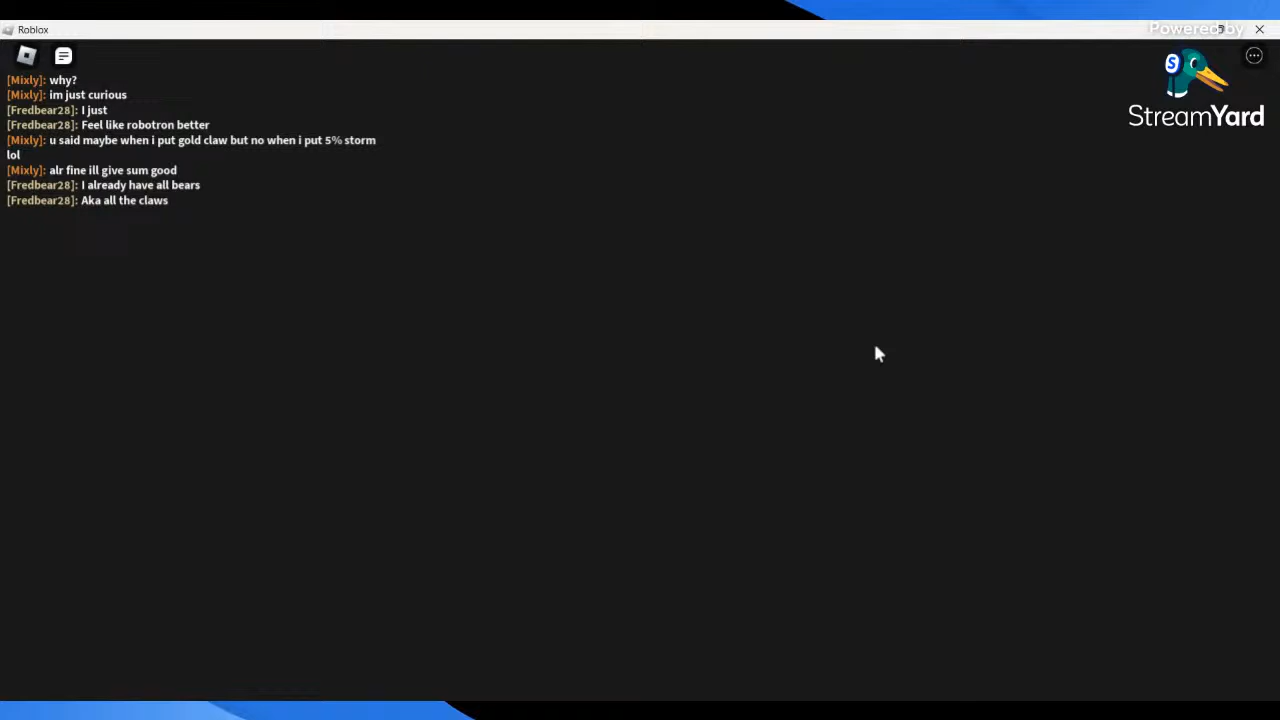 Roblox
Powered by
StreamYard
[Mixly]: why?
[Mixly]: im just curious
[Fredbear28]: I just
[Fredbear28]: Feel like robotron better
[Mixly]: u said maybe when i put gold claw but no when i put 5% storm
lol
[Mixly]: alr fine ill give sum good
[Fredbear28]: I already have all bears
[Fredbear28]: Aka all the claws